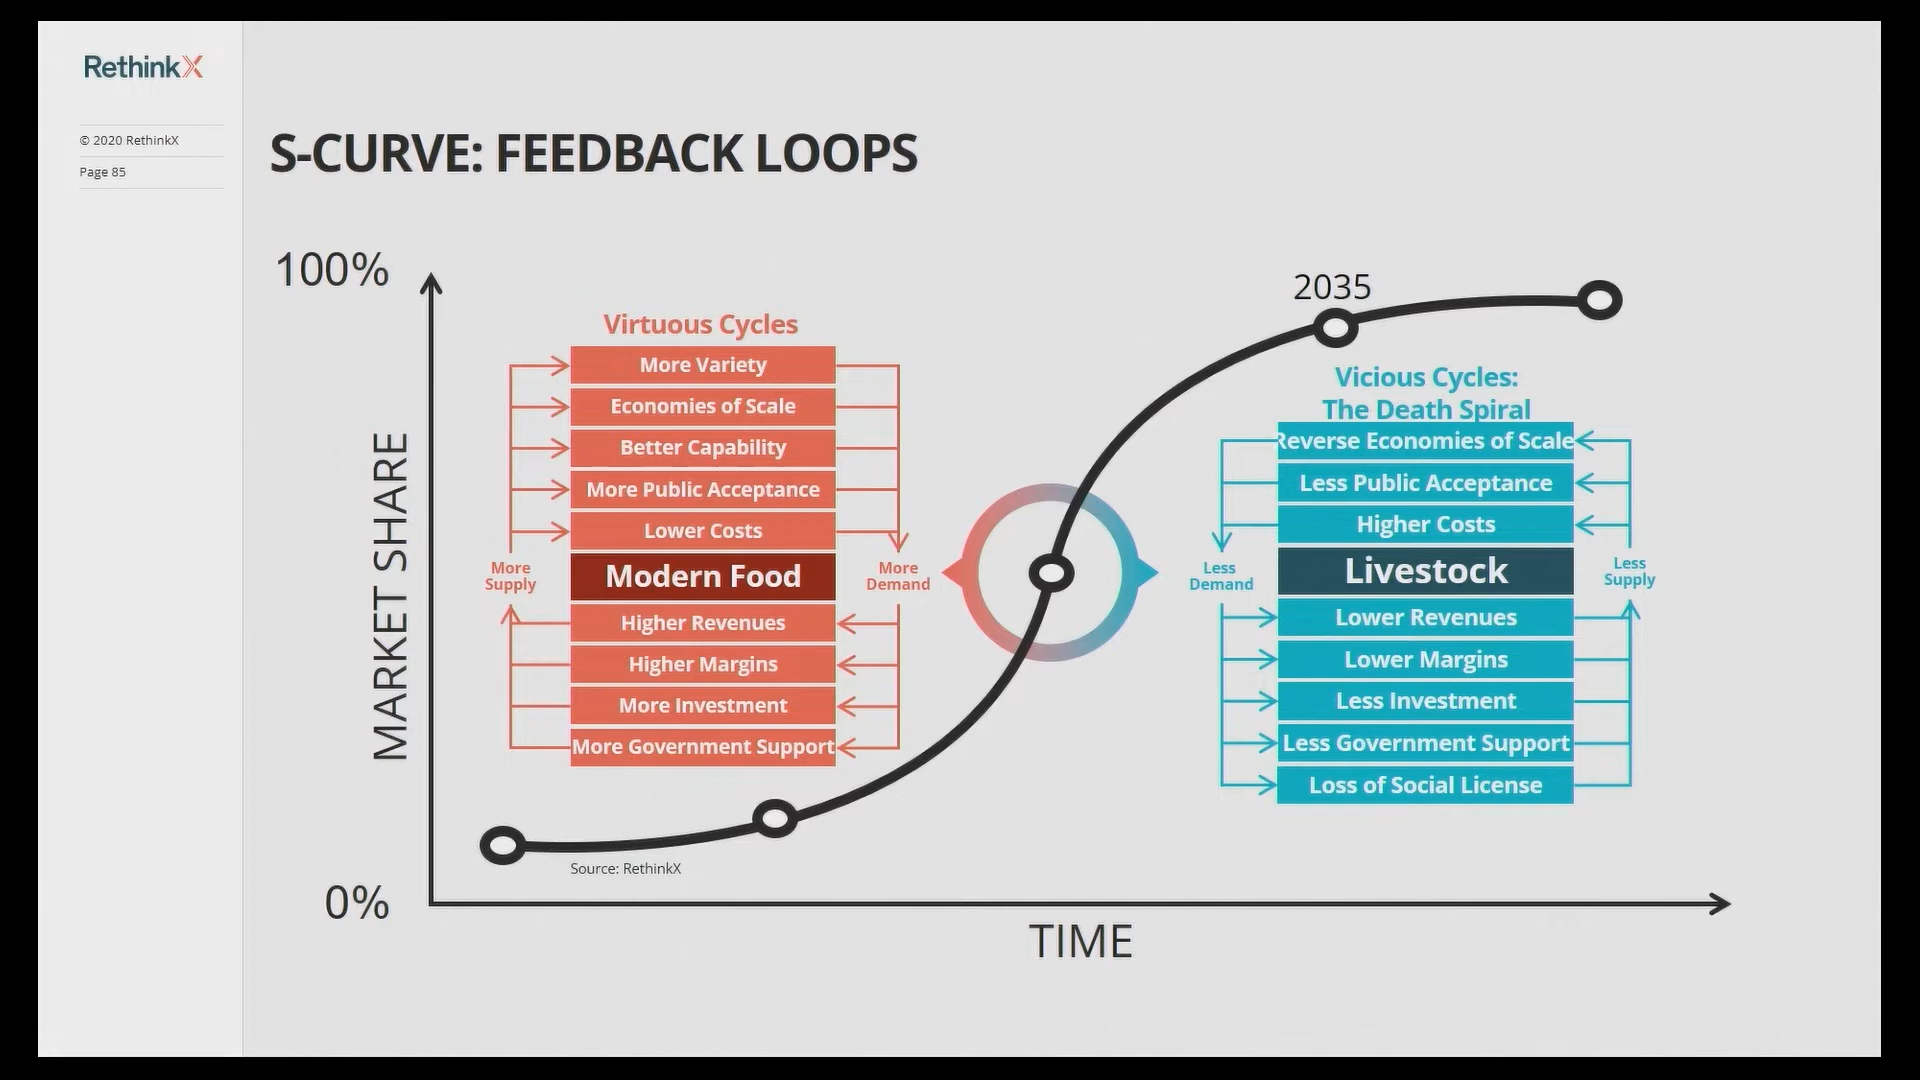 RethinkX
© 2020 RethinkX
Page 85
S-CURVE: FEEDBACK LOOPS
100%
MARKET SHARE
0%
TIME
2035
Virtuous Cycles
More Variety
Economies of Scale
Better Capability
More Public Acceptance
Lower Costs
More
Supply
Modern Food
More
Demand
Higher Revenues
Higher Margins
More Investment
More Government Support
Source: RethinkX
Vicious Cycles:
The Death Spiral
Reverse Economies of Scale
Less Public Acceptance
Higher Costs
Less
Demand
Livestock
Less
Supply
Lower Revenues
Lower Margins
Less Investment
Less Government Support
Loss of Social License